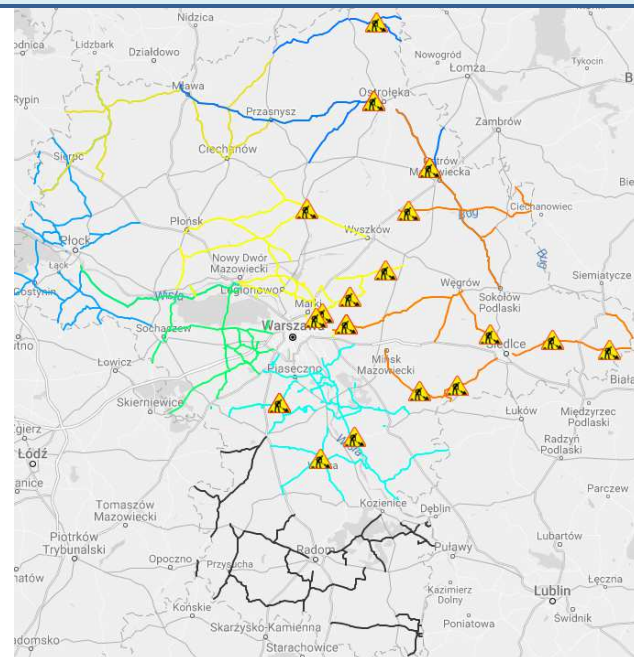 Nidzica
Lidzbark
Działdowo
Nowogród
Łomża
Tykocin
Rypin
Mława
Przasnysz
Ostrołęka
Zambrów
Ciechanów
Sierpc
Mazowiecka
Ciechanowiec
Płońsk
Bug
Wyszków
Płock
Łąck
Nowy Dwór
Mazowiecki
Bug
Siemiatycze
Węgrów
Wisła
Legionowo
Marki
Sokołów
Podlaski
Gostynin
Sochaczew
Warszawa
Siedlce
Łowicz
Piaseczno
Mińsk
Mazowiecki
Biała
Skierniewice
Łuków
Międzyrzec
Podlaski
Wisła
Radzyń
Podlaski
Łódź
Kozienice
Dęblin
Parczew
Tomaszów
Mazowiecki
Piotrków
Trybunalski
Opoczno
Przysucha
Radom
Puławy
Lubartów
Łęczna
Końskie
Kazimierz
Dolny
Lublin
Świdnik
Poniatowa
Skarżysko-Kamienna
Starachowice